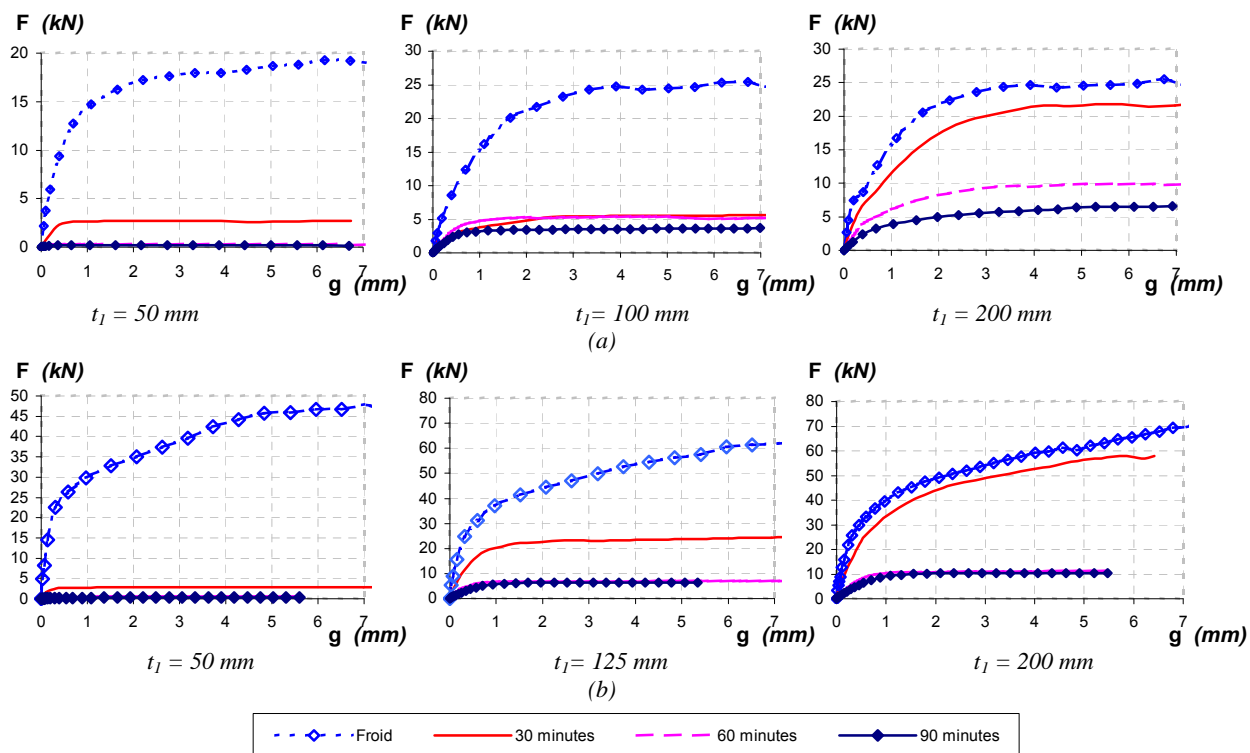 F (kN) F (kN) F (kN)
20 15 10 5 0
0 1 2 3 4 5 6 7
g (mm)
t1 = 50 mm
30 25 20 15 10 5 0
0 1 2 3 4 5 6 7
g (mm)
t1= 100 mm
30 25 20 15 10 5 0
0 1 2 3 4 5 6 7
g (mm)
t1 = 200 mm
(a)
F (kN) F (kN) F (kN)
50 45 40 35 30 25 20 15 10 5 0
0 1 2 3 4 5 6 7
g (mm)
t1 = 50 mm
80 70 60 50 40 30 20 10 0
0 1 2 3 4 5 6 7
g (mm)
t1= 125 mm
80 70 60 50 40 30 20 10 0
0 1 2 3 4 5 6 7
g (mm)
t1 = 200 mm
(b)
Froid 30 minutes 60 minutes 90 minutes